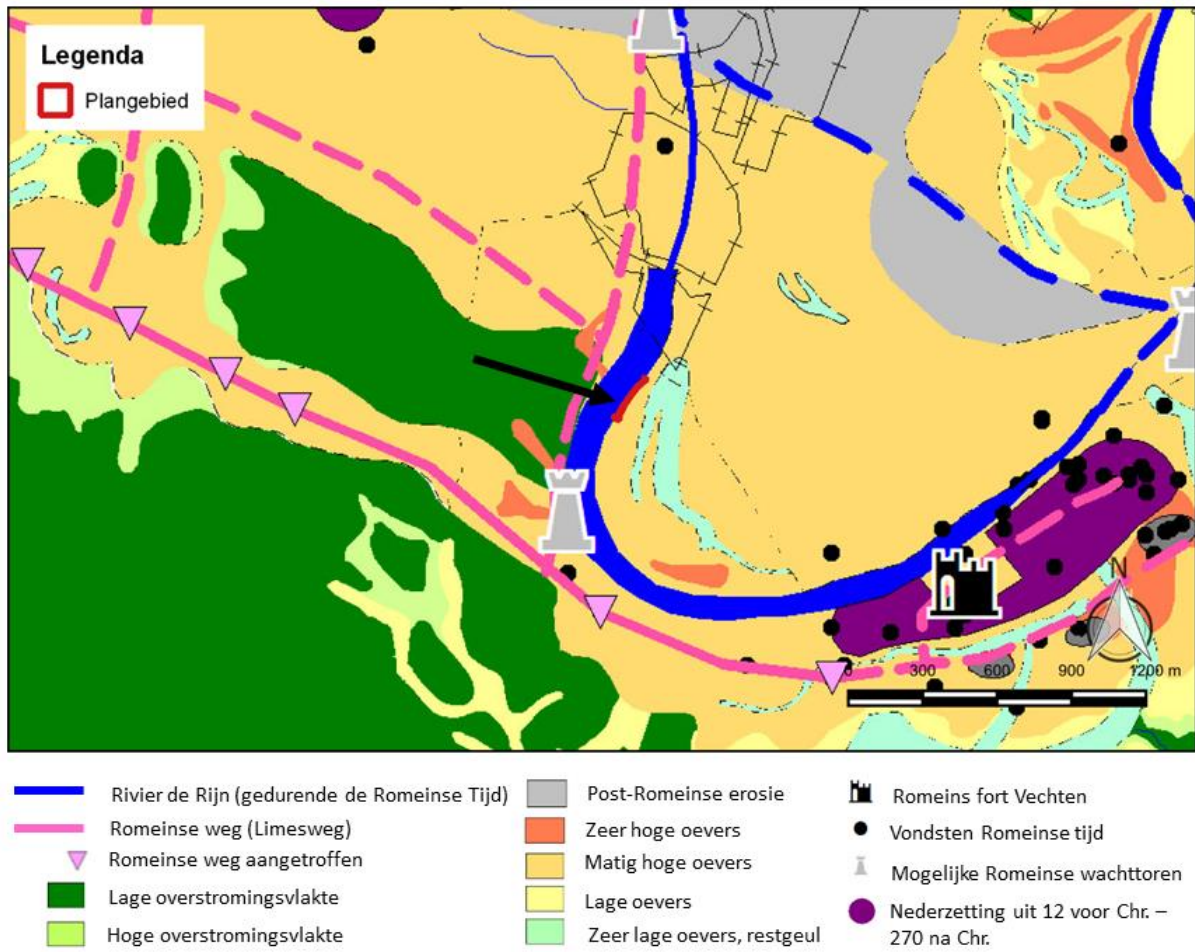 Legenda
Plangebied
N
0 300 600 900 1200 m
Rivier de Rijn (gedurende de Romeinse Tijd)
Romeinse weg (Limesweg)
Romeinse weg aangetroffen
Lage overstromingsvlakte
Hoge overstromingsvlakte
Post-Romeinse erosie
Zeer hoge oevers
Matig hoge oevers
Lage oevers
Zeer lage oevers, restgeul
Romeins fort Vechten
Vondsten Romeinse tijd
Mogelijke Romeinse wachttoren
Nederzetting uit 12 voor Chr. –
270 na Chr.